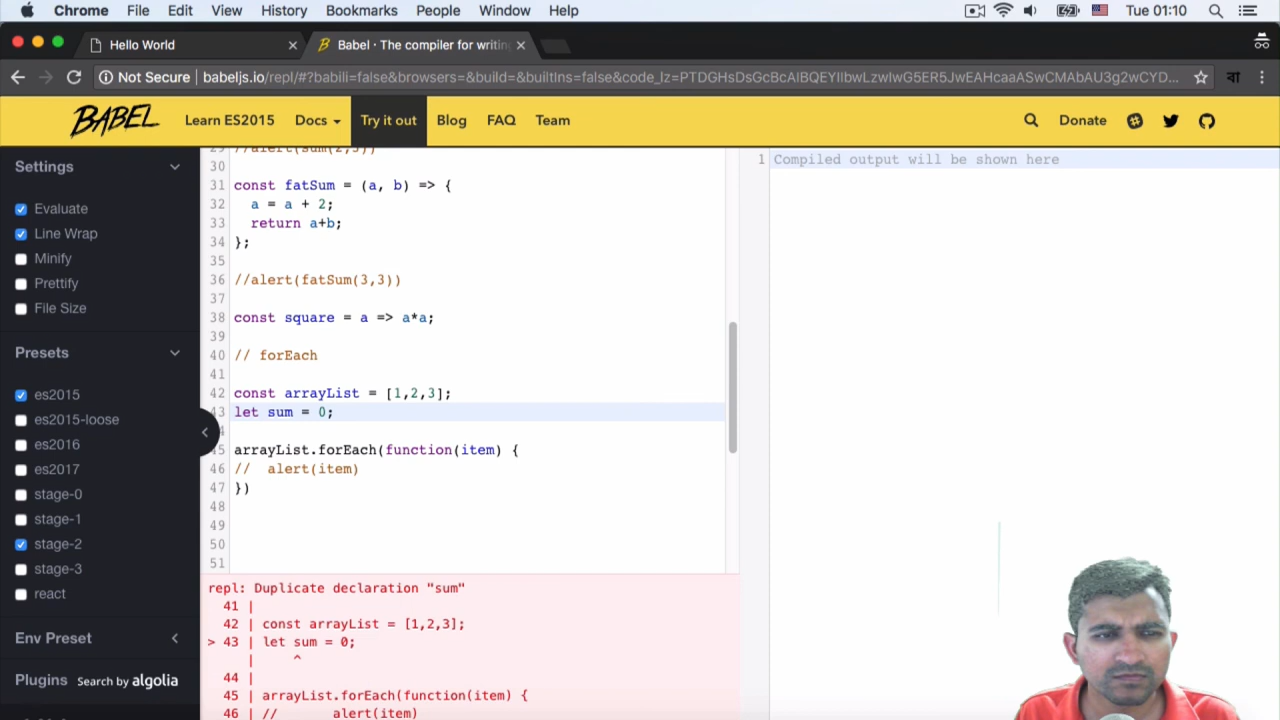 Chrome File Edit View History Bookmarks People Window Help Tue 01:10
Hello World × Babel · The compiler for writin ×
Not Secure | babeljs.io/repl/#?babili=false&browsers=&build=&builtIns=false&code_lz=
BABEL Learn ES2015 Docs Try it out Blog FAQ Team Donate
Settings
Evaluate
Line Wrap
Minify
Prettify
File Size
Presets
es2015
es2015-loose
es2016
es2017
stage-0
stage-1
stage-2
stage-3
react
Env Preset
Plugins Search by algolia
29 //alert(sum(2,3))
30
31 const fatSum = (a, b) => {
32 a = a + 2;
33 return a+b;
34 };
35
36 //alert(fatSum(3,3))
37
38 const square = a => a*a;
39
40 // forEach
41
42 const arrayList = [1,2,3];
43 let sum = 0;
45 arrayList.forEach(function(item) {
46 // alert(item)
47 })
48
49
50
51
repl: Duplicate declaration "sum"
41 |
42 | const arrayList = [1,2,3];
> 43 | let sum = 0;
| ^
44 |
45 | arrayList.forEach(function(item) {
46 | // alert(item)
1 Compiled output will be shown here